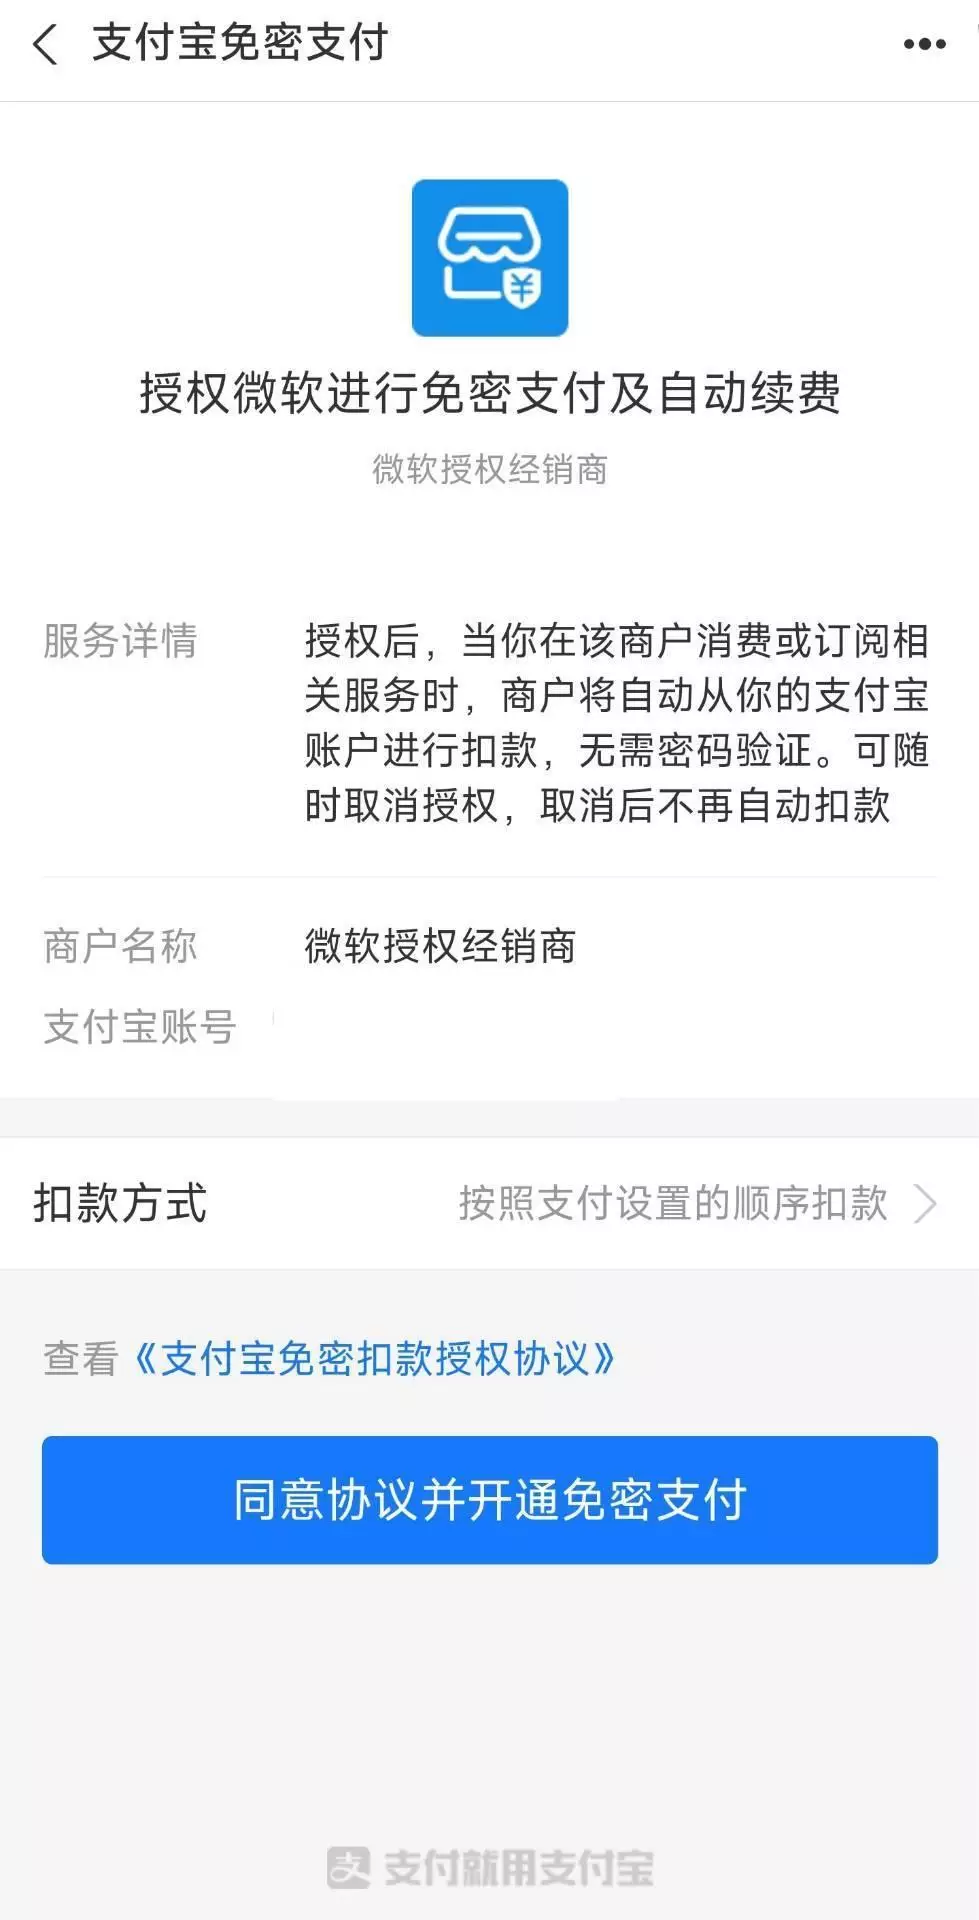 支付宝免密支付
授权微软进行免密支付及自动续费
微软授权经销商
服务详情
授权后，当你在该商户消费或订阅相
关服务时，商户将自动从你的支付宝
账户进行扣款，无需密码验证。可随
时取消授权，取消后不再自动扣款
商户名称 微软授权经销商
支付宝账号
扣款方式 按照支付设置的顺序扣款
查看《支付宝免密扣款授权协议》
同意协议并开通免密支付
支付就用支付宝